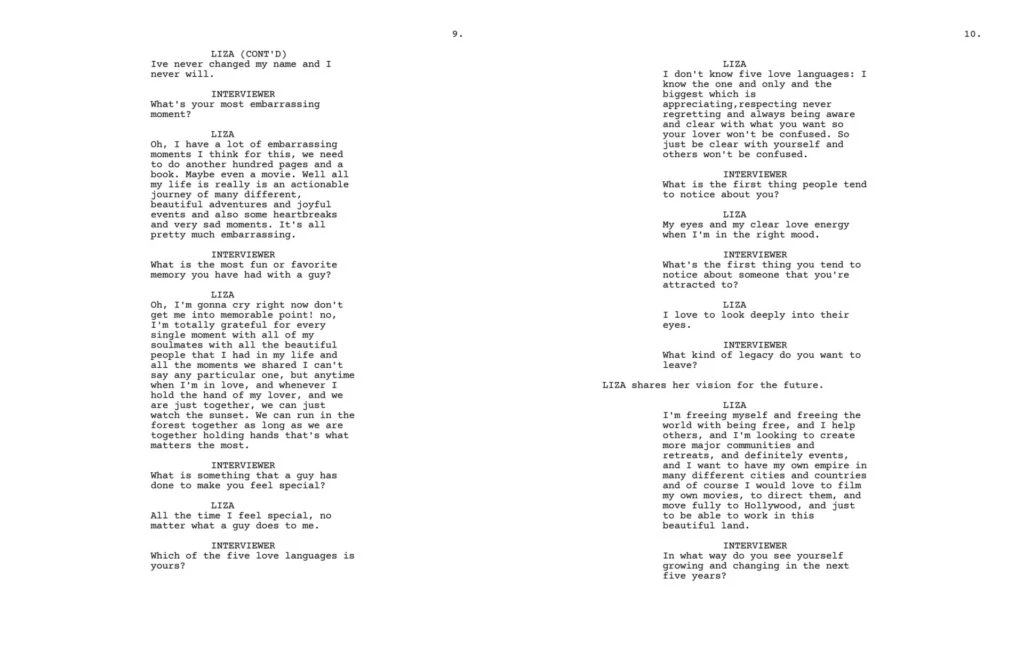 9.
LIZA (CONT'D)
Ive never changed my name and I
never will.
INTERVIEWER
What's your most embarrassing
moment?
LIZA
Oh, I have a lot of embarrassing
moments I think for this, we need
to do another hundred pages and a
book. Maybe even a movie. Well all
my life is really is an actionable
journey of many different,
beautiful adventures and joyful
events and also some heartbreaks
and very sad moments. It's all
pretty much embarrassing.
INTERVIEWER
What is the most fun or favorite
memory you have had with a guy?
LIZA
Oh, I'm gonna cry right now don't
get me into memorable point! no,
I'm totally grateful for every
single moment with all of my
soulmates with all the beautiful
people that I had in my life and
all the moments we shared I can't
say any particular one, but anytime
when I'm in love, and whenever I
hold the hand of my lover, and we
are just together, we can just
watch the sunset. We can run in the
forest together as long as we are
together holding hands that's what
matters the most.
INTERVIEWER
What is something that a guy has
done to make you feel special?
LIZA
All the time I feel special, no
matter what a guy does to me.
INTERVIEWER
Which of the five love languages is
yours?
10.
LIZA
I don't know five love languages: I
know the one and only and the
biggest which is
appreciating,respecting never
regretting and always being aware
and clear with what you want so
your lover won't be confused. So
just be clear with yourself and
others won't be confused.
INTERVIEWER
What is the first thing people tend
to notice about you?
LIZA
My eyes and my clear love energy
when I'm in the right mood.
INTERVIEWER
What's the first thing you tend to
notice about someone that you're
attracted to?
LIZA
I love to look deeply into their
eyes.
INTERVIEWER
What kind of legacy do you want to
leave?
LIZA shares her vision for the future.
LIZA
I'm freeing myself and freeing the
world with being free, and I help
others, and I'm looking to create
more major communities and
retreats, and definitely events,
and I want to have my own empire in
many different cities and countries
and of course I would love to film
my own movies, to direct them, and
move fully to Hollywood, and just
to be able to work in this
beautiful land.
INTERVIEWER
In what way do you see yourself
growing and changing in the next
five years?